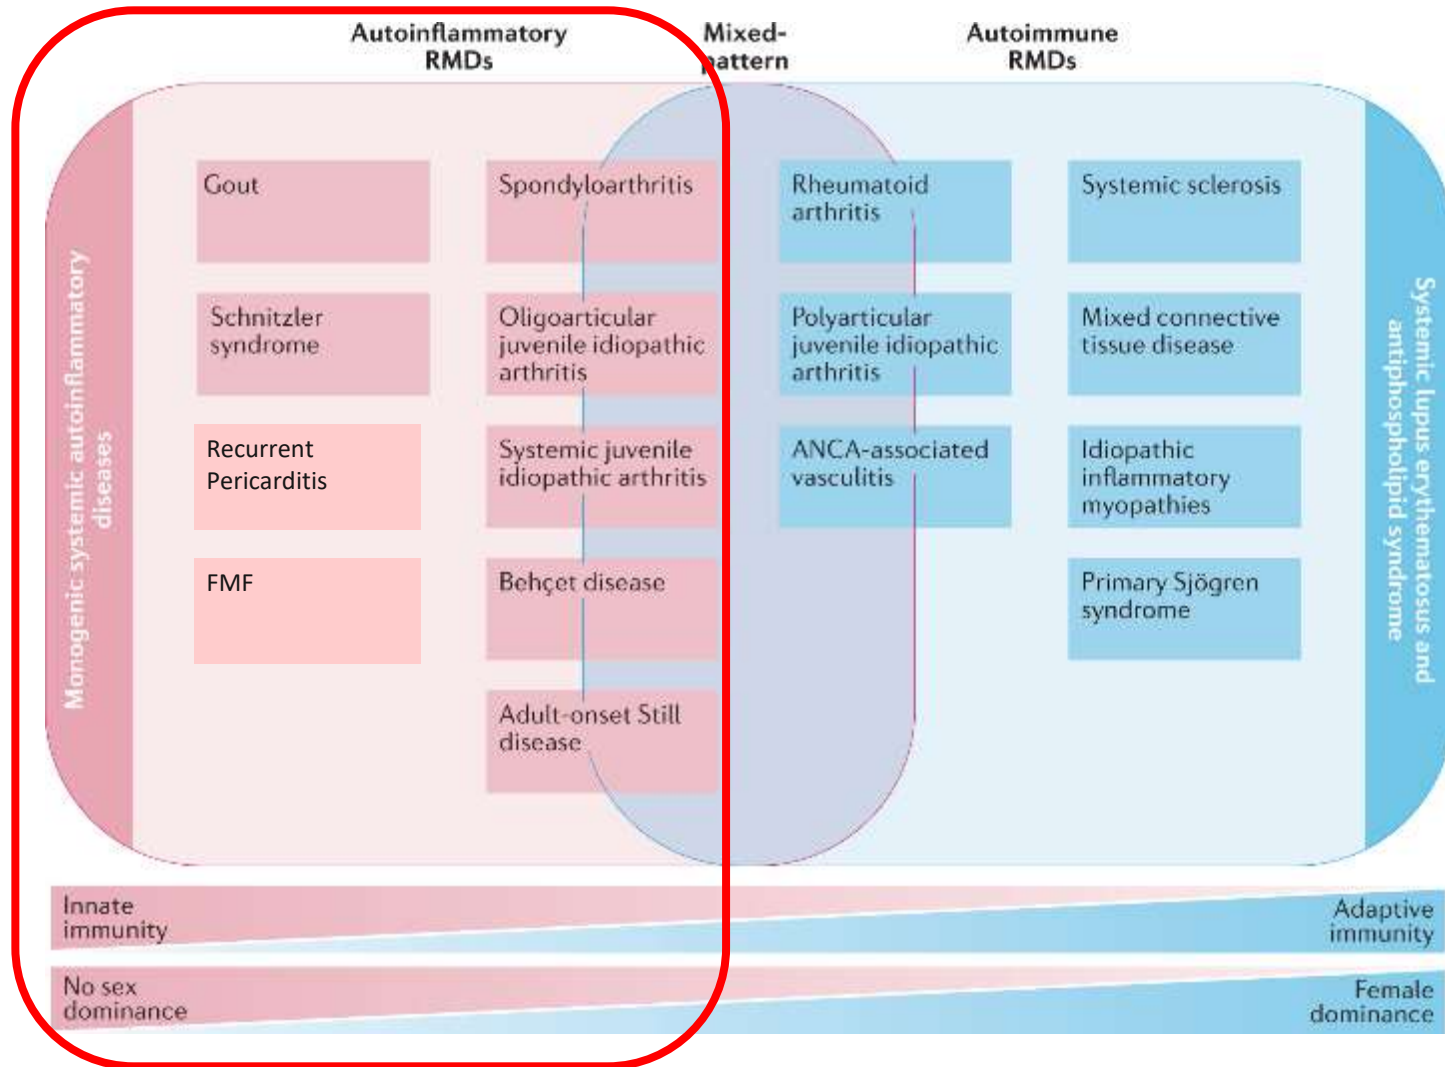 Autoinflammatory
RMDs
Mixed-
pattern
Autoimmune
RMDs
Monogenic systemic autoinflammatory
diseases
Gout
Schnitzler
syndrome
Recurrent
Pericarditis
FMF
Spondyloarthritis
Oligoarticular
juvenile idiopathic
arthritis
Systemic juvenile
idiopathic arthritis
Behçet disease
Adult-onset Still
disease
Rheumatoid
arthritis
Polyarticular
juvenile idiopathic
arthritis
ANCA-associated
vasculitis
Systemic sclerosis
Mixed connective
tissue disease
Idiopathic
inflammatory
myopathies
Primary Sjögren
syndrome
Systemic lupus erythematosus and
antiphospholipid syndrome
Innate
immunity
Adaptive
immunity
No sex
dominance
Female
dominance